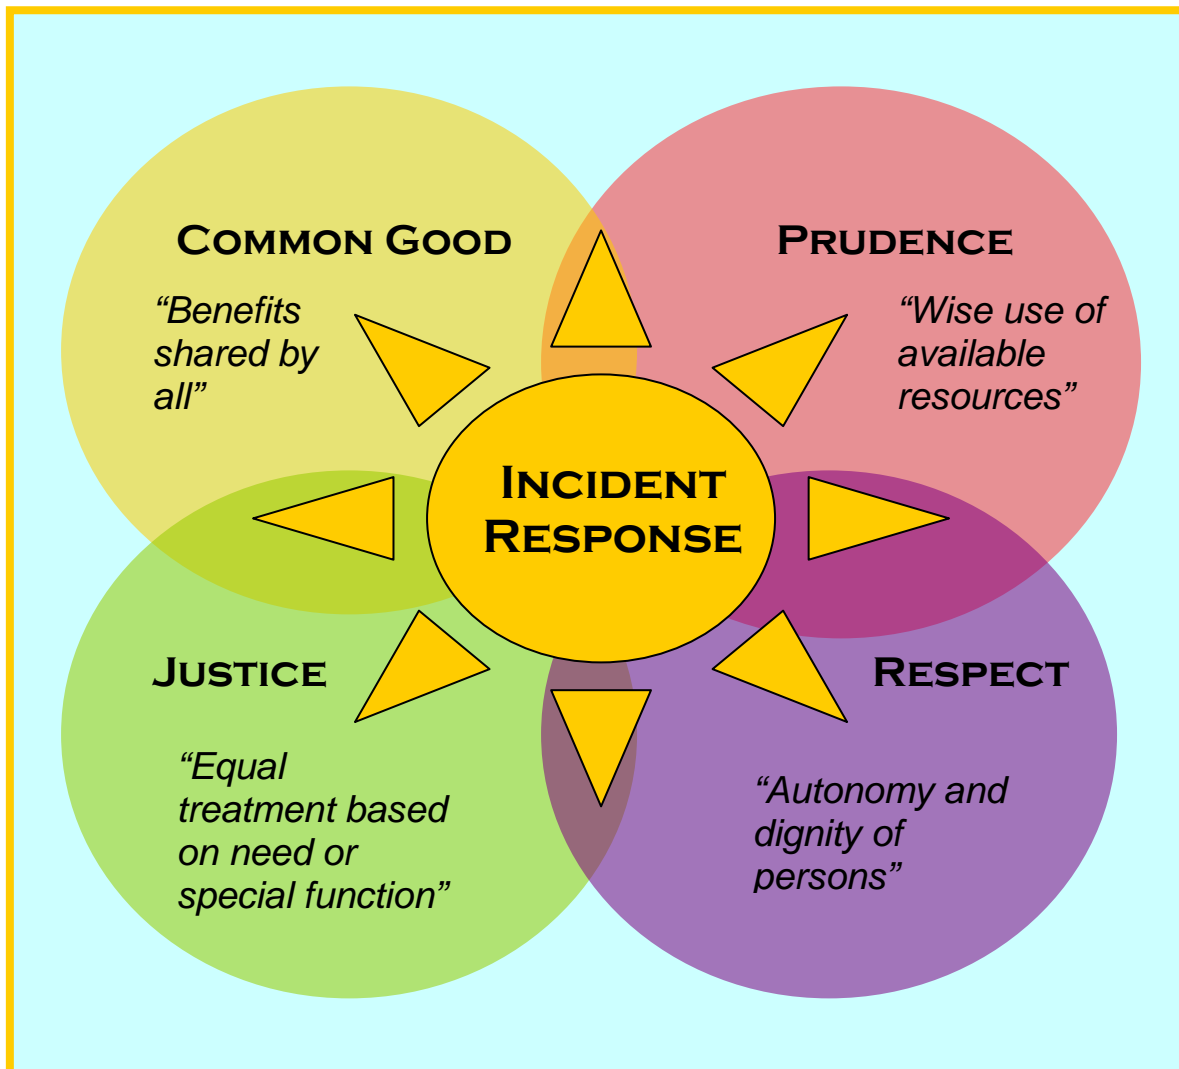 COMMON GOOD
“Benefits
shared by
all”
PRUDENCE
“Wise use of
available
resources”
INCIDENT
RESPONSE
JUSTICE
“Equal
treatment based
on need or
special function”
RESPECT
“Autonomy and
dignity of
persons”